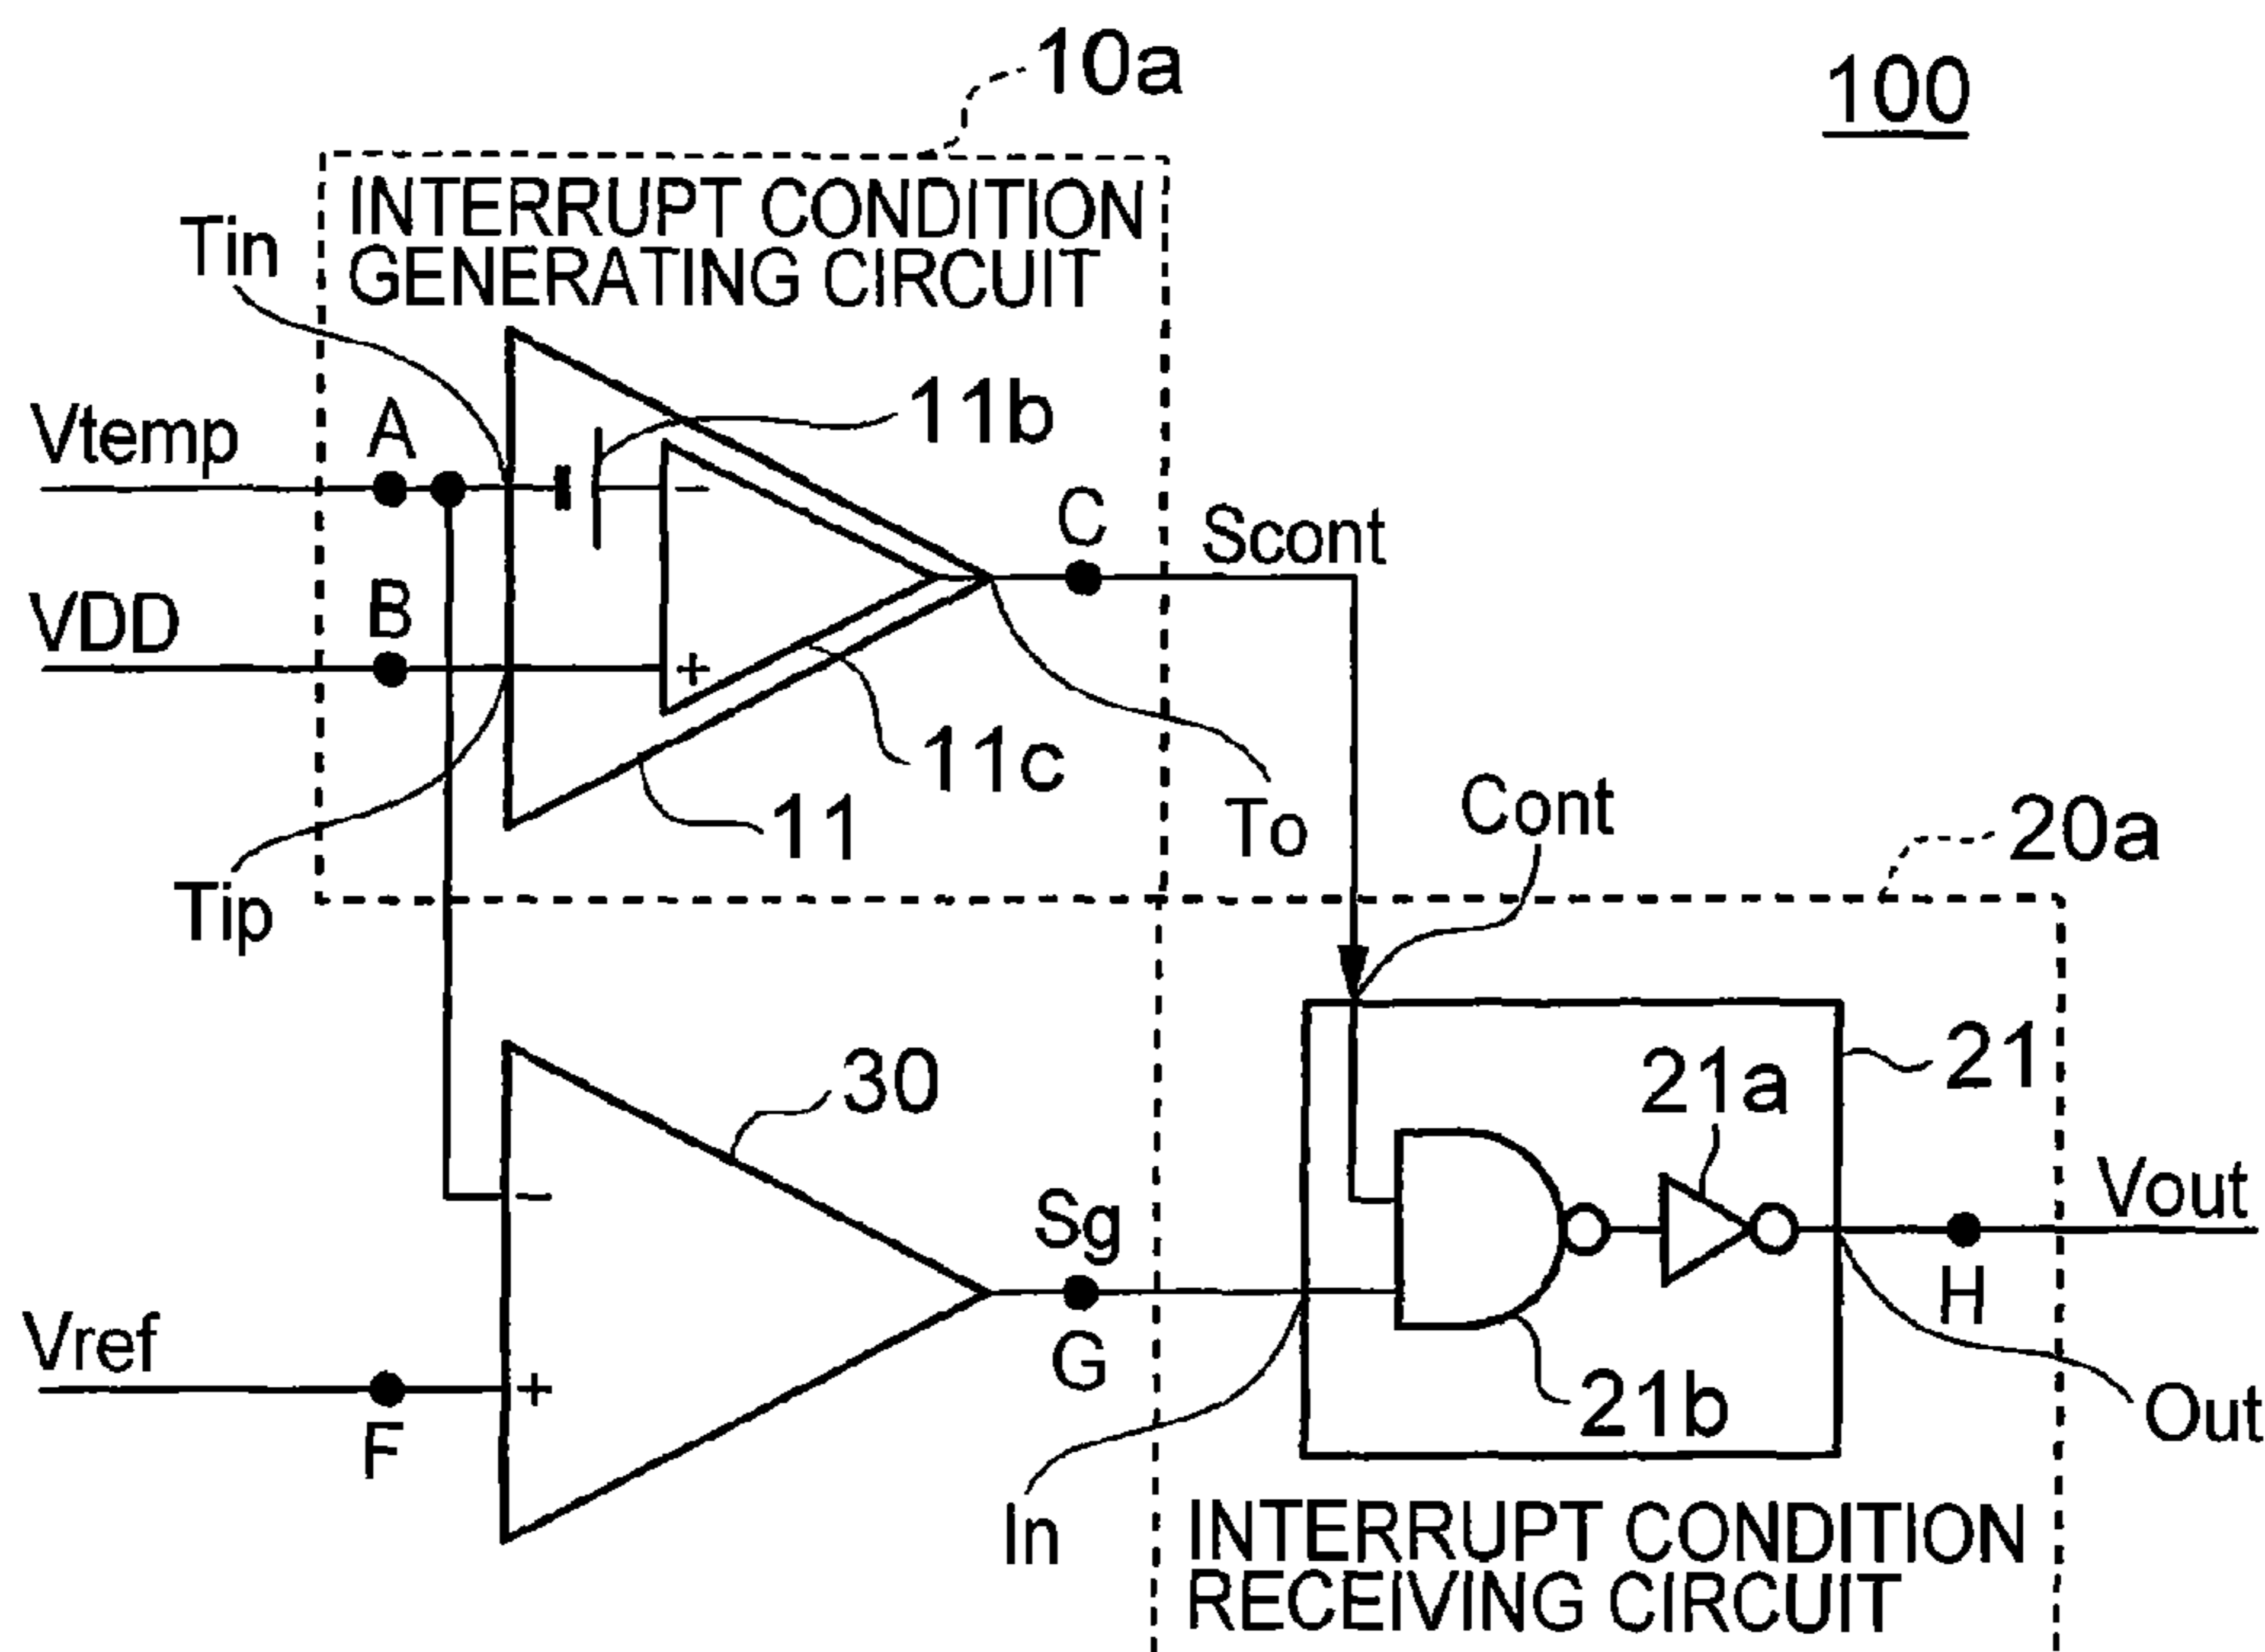 10a
100
INTERRUPT CONDITION
GENERATING CIRCUIT
Tin
11b
Vtemp
A
C
Scont
VDD
B
-
+
11c
11
To
Cont
20a
Tip
30
21
21a
-
Sg
Vout
H
Vref
F
+
G
21b
Out
In
INTERRUPT CONDITION
RECEIVING CIRCUIT